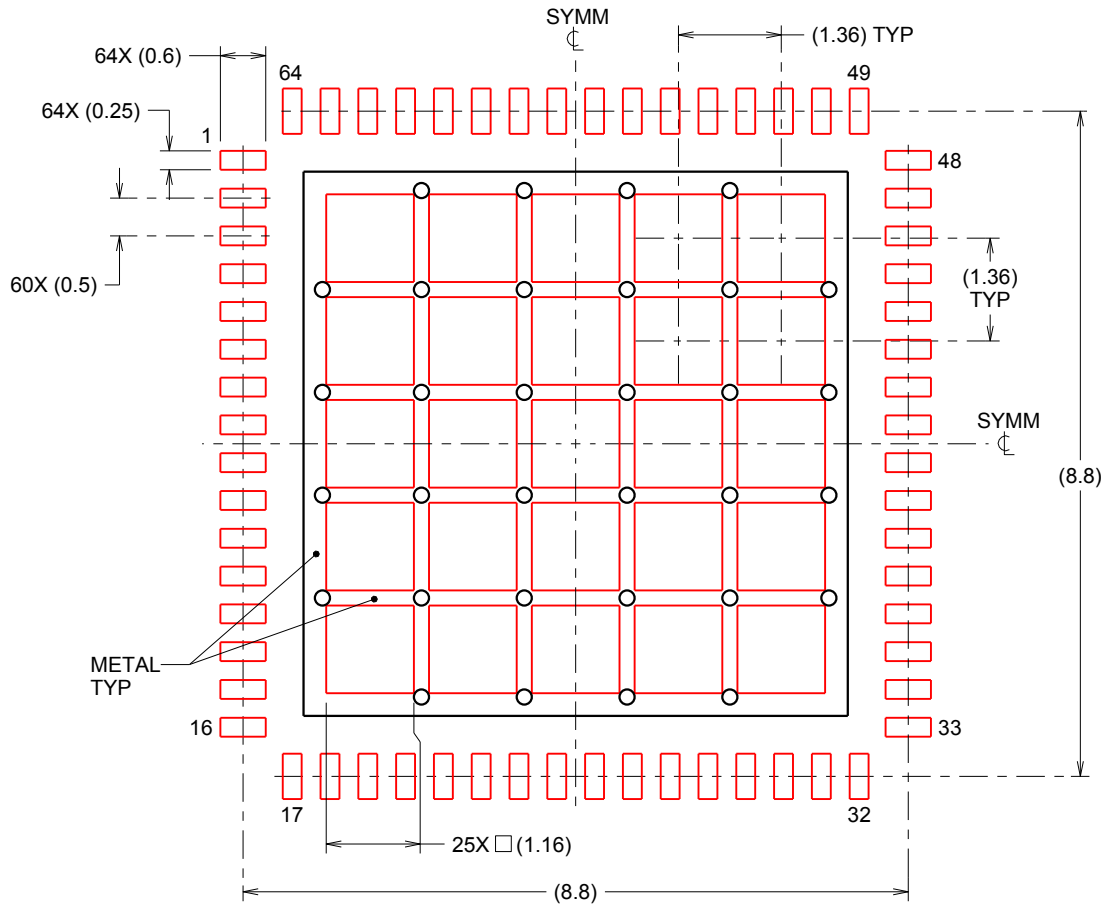 SYMM
℄
(1.36) TYP
64X (0.6)
64
49
64X (0.25)
1
48
60X (0.5)
(1.36)
TYP
SYMM
℄
(8.8)
METAL
TYP
16
33
17
32
25X □ (1.16)
(8.8)